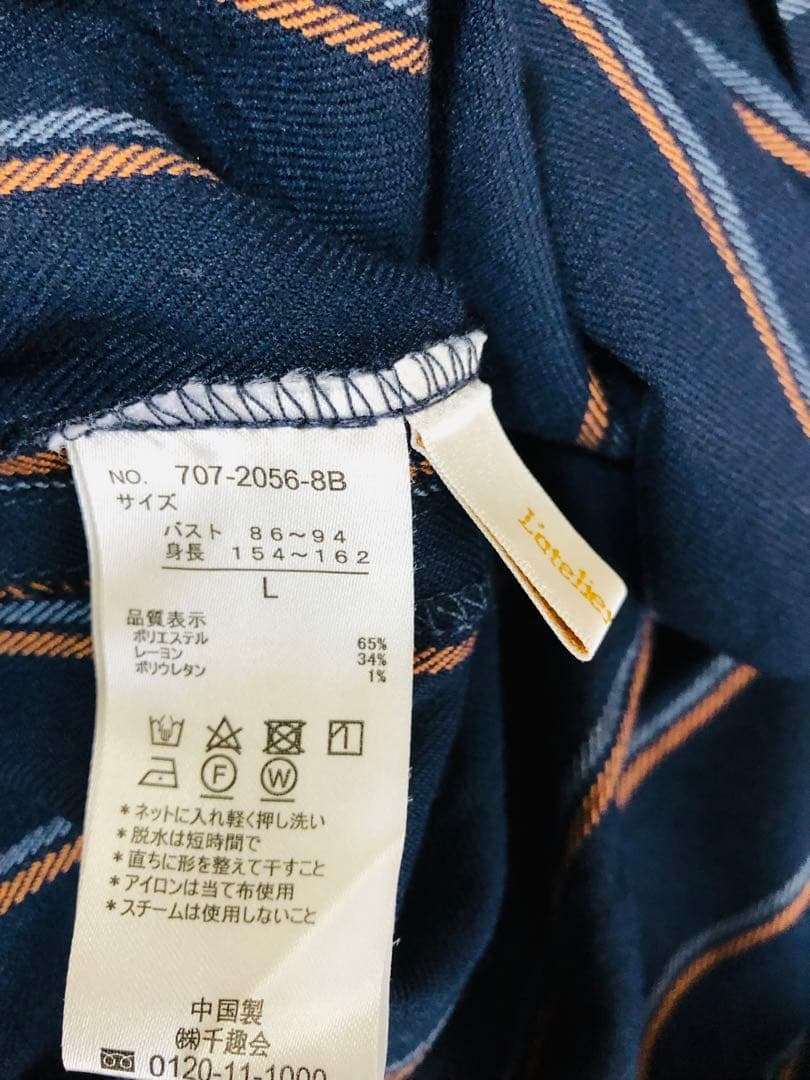 NO. 707-2056-8B
サイズ
バスト 86～94
身長 154～162
L
品質表示
ポリエステル 65%
レーヨン 34%
ポリウレタン 1%
F W
*ネットに入れ軽く押し洗い
*脱水は短時間で
*直ちに形を整えて干すこと
*アイロンは当て布使用
*スチームは使用しないこと
中国製
㈱千趣会
0120-11-1000
L'atelier